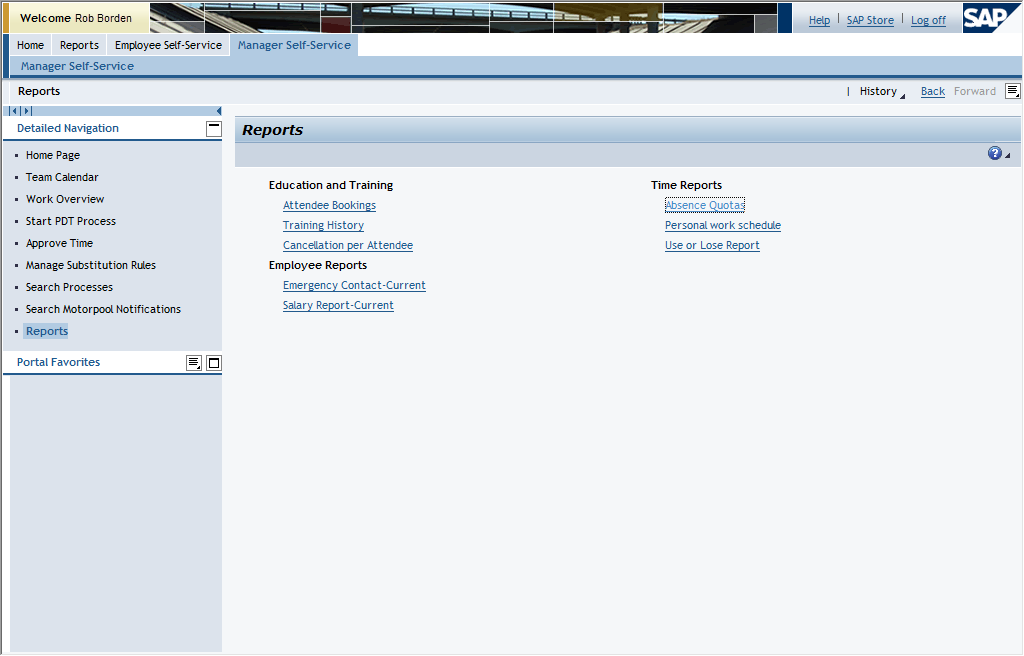 Welcome Rob Borden
Help SAP Store Log off
SAP
Home Reports Employee Self-Service Manager Self-Service
Manager Self-Service
Reports
History Back Forward
Detailed Navigation
Home Page
Team Calendar
Work Overview
Start PDT Process
Approve Time
Manage Substitution Rules
Search Processes
Search Motorpool Notifications
Reports
Portal Favorites
Reports
?
Education and Training
Attendee Bookings
Training History
Cancellation per Attendee
Employee Reports
Emergency Contact-Current
Salary Report-Current
Time Reports
Absence Quotas
Personal work schedule
Use or Lose Report